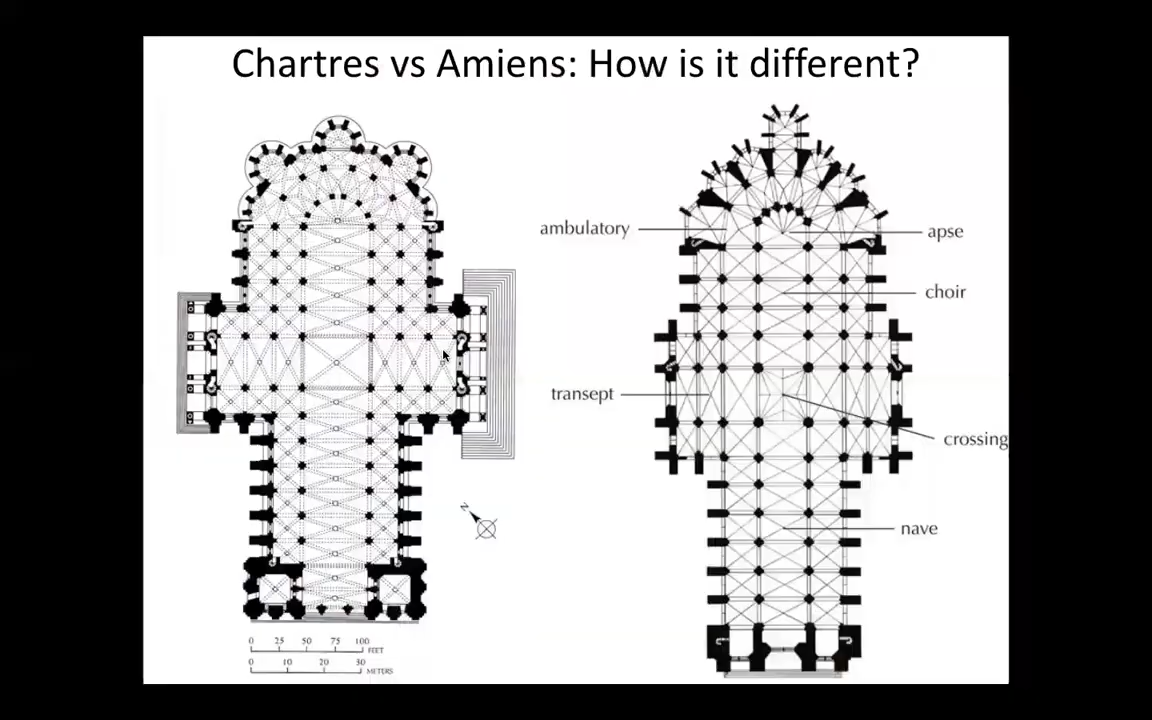 Chartres vs Amiens: How is it different?
ambulatory
apse
choir
transept
crossing
nave
N
0 25 50 75 100
FEET
0 10 20 30
METERS